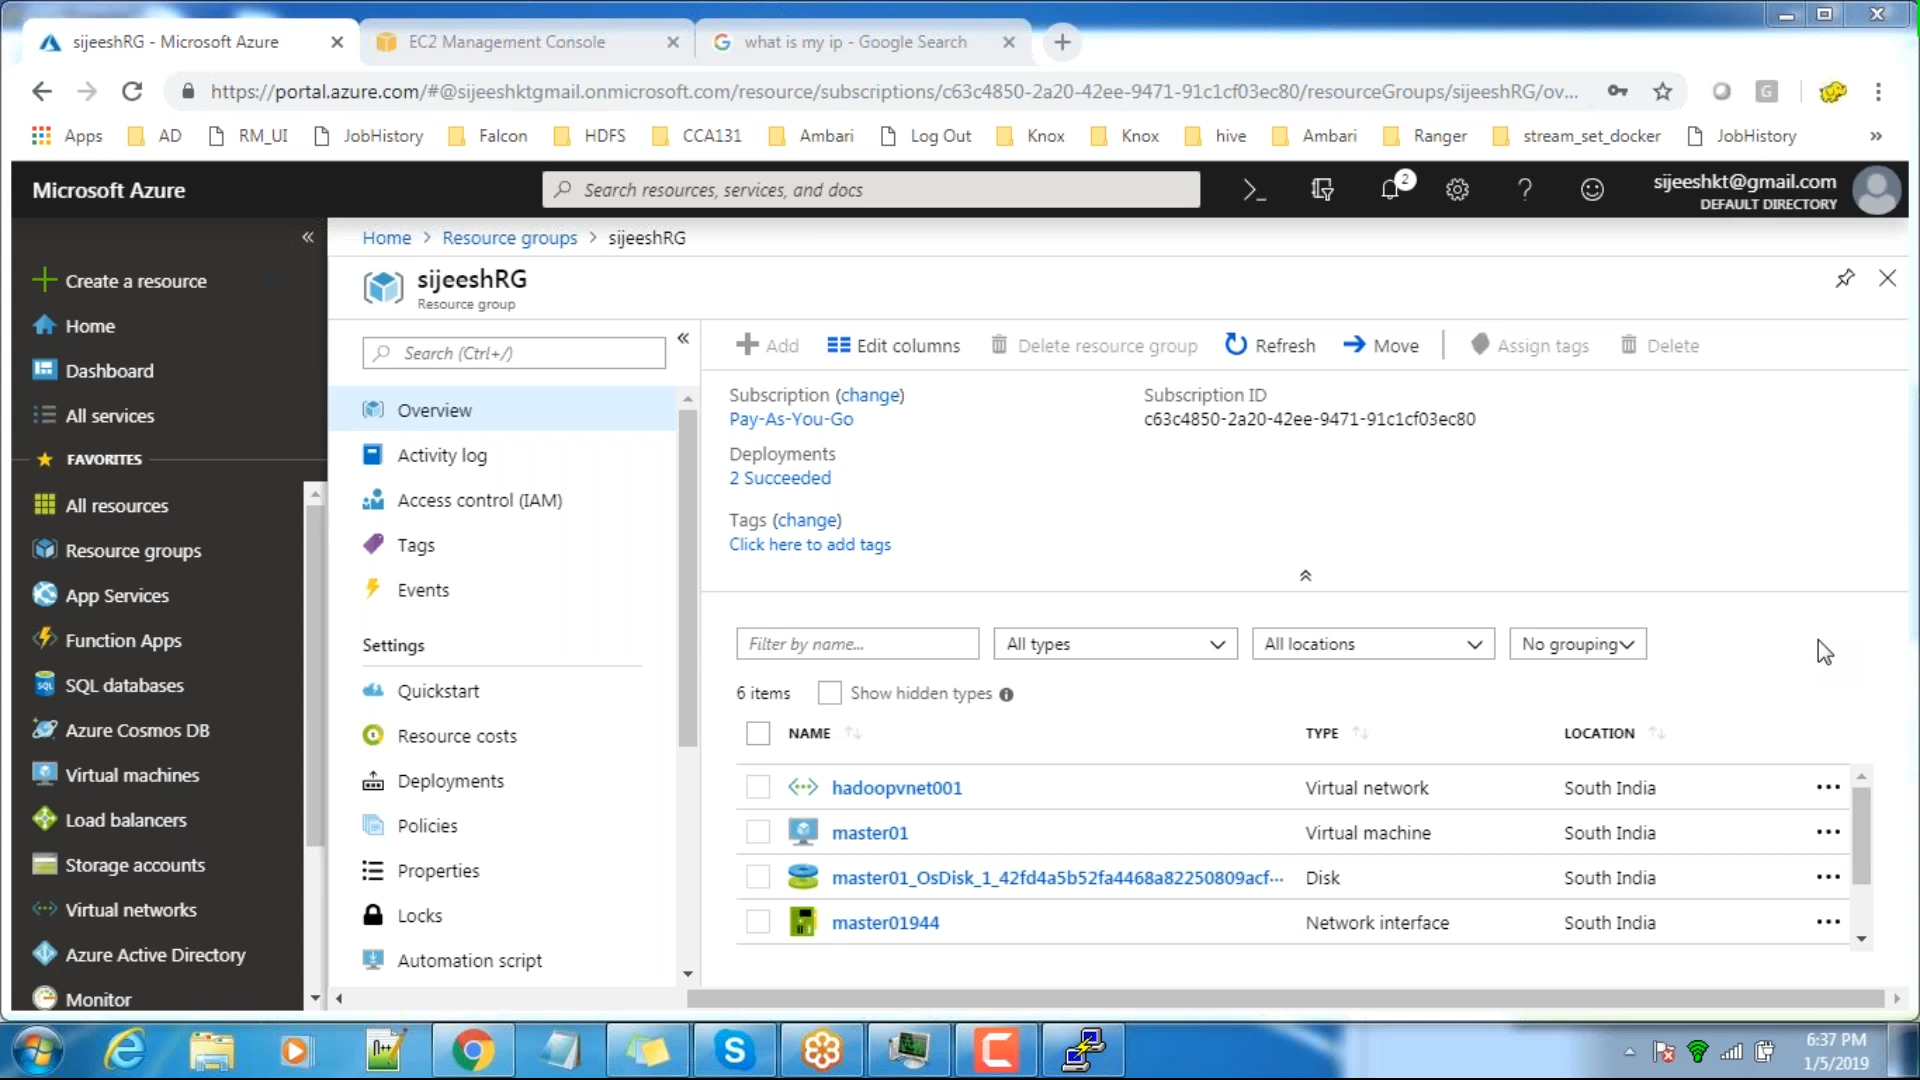 sijeeshRG - Microsoft Azure
EC2 Management Console
what is my ip - Google Search
https://portal.azure.com/#@sijeeshktgmail.onmicrosoft.com/resource/subscriptions/c63c4850-2a20-42ee-9471-91c1cf03ec80/resourceGroups/sijeeshRG/ov...
Apps AD RM_UI JobHistory Falcon HDFS CCA131 Ambari Log Out Knox Knox hive Ambari Ranger stream_set_docker JobHistory »
Microsoft Azure
Search resources, services, and docs
2
sijeeshkt@gmail.com
DEFAULT DIRECTORY
Create a resource
Home
Dashboard
All services
FAVORITES
All resources
Resource groups
App Services
Function Apps
SQL databases
Azure Cosmos DB
Virtual machines
Load balancers
Storage accounts
Virtual networks
Azure Active Directory
Monitor
Home > Resource groups > sijeeshRG
sijeeshRG
Resource group
Search (Ctrl+/)
Overview
Activity log
Access control (IAM)
Tags
Events
Settings
Quickstart
Resource costs
Deployments
Policies
Properties
Locks
Automation script
Add Edit columns Delete resource group Refresh Move Assign tags Delete
Subscription (change)
Pay-As-You-Go
Subscription ID
c63c4850-2a20-42ee-9471-91c1cf03ec80
Deployments
2 Succeeded
Tags (change)
Click here to add tags
Filter by name... All types All locations No grouping
6 items Show hidden types
NAME TYPE LOCATION
hadoopvnet001 Virtual network South India ...
master01 Virtual machine South India ...
master01_OsDisk_1_42fd4a5b52fa4468a82250809acf... Disk South India ...
master01944 Network interface South India ...
6:37 PM
1/5/2019